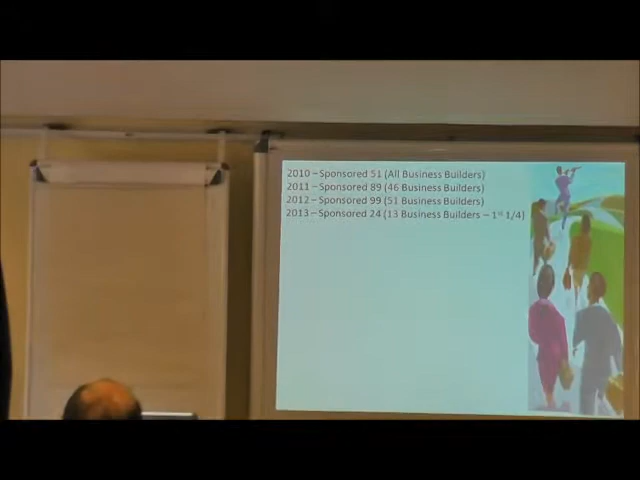 2010 – Sponsored 51 (All Business Builders)
2011 – Sponsored 89 (46 Business Builders)
2012 – Sponsored 99 (51 Business Builders)
2013 – Sponsored 24 (13 Business Builders – 1st 1/4)